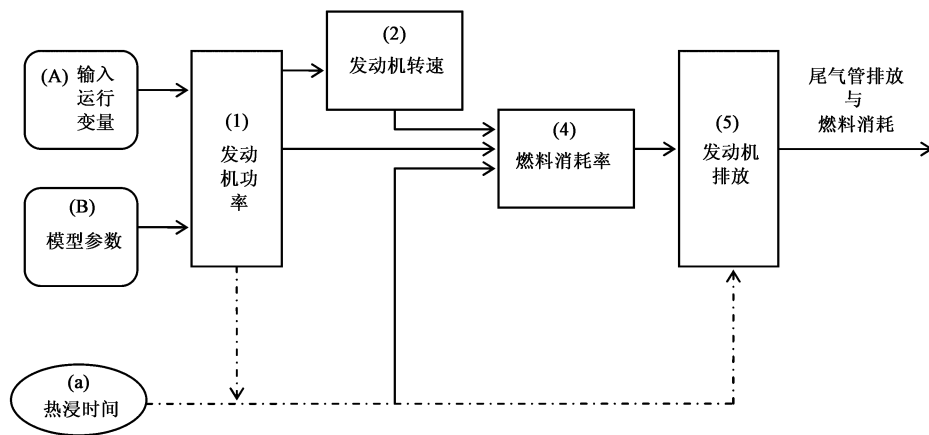 (A) 输入
运行
变量
(B)
模型参数
(1)
发动
机功
率
(2)
发动机转速
(4)
燃料消耗率
(5)
发动机
排放
尾气管排放
与
燃料消耗
(a)
热浸时间